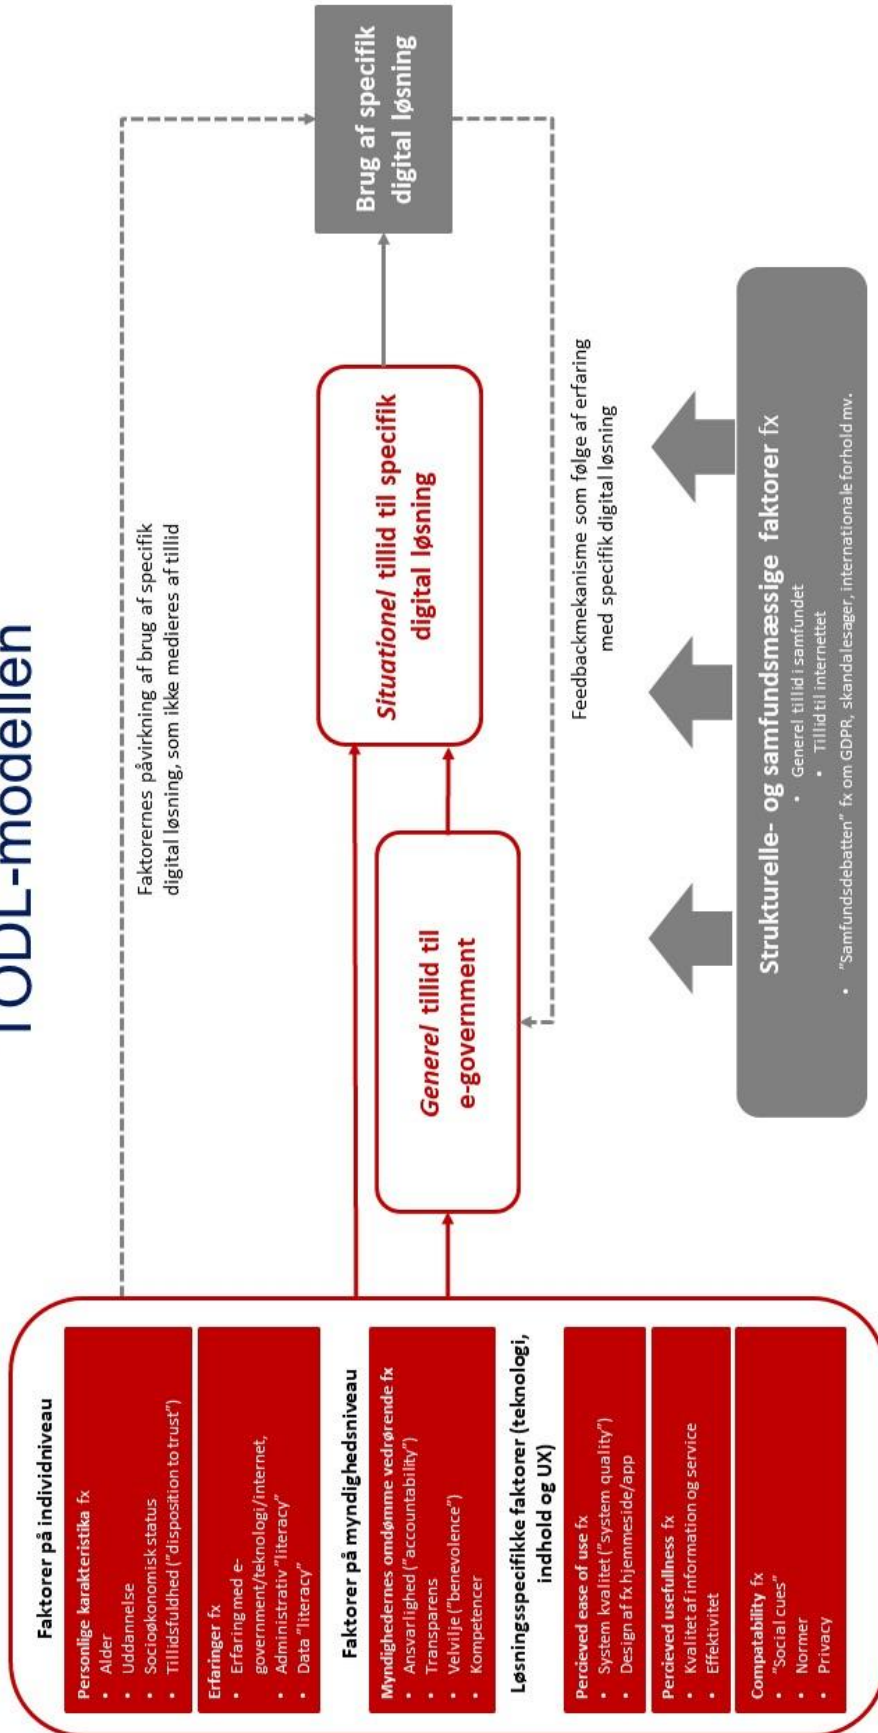 TODL-modellen
Faktorer på individniveau
Personlige karakteristika fx
• Alder
• Uddannelse
• Socioøkonomisk status
• Tillidsfuldhed ("disposition to trust")
Erfaringer fx
• Erfaring med e-
government/teknologi/internet,
• Administrativ "literacy"
• Data "literacy"
Faktorer på myndighedsniveau
Myndighedernes omdømme vedrørende fx
• Ansvarlighed ("accountability")
• Transparens
• Velvilje ("benevolence")
• Kompetencer
Løsningsspecifikke faktorer (teknologi,
indhold og UX)
Percieved ease of use fx
• System kvalitet ("system quality")
• Design af fx hjemmeside/app
Percieved usefullness fx
• Kvalitet af information og service
• Effektivitet
Compatability fx
• "Social cues"
• Normer
• Privacy
Faktorernes påvirkning af brug af specifik
digital løsning, som ikke medieres af tillid
Generel tillid til
e-government
Situationel tillid til specifik
digital løsning
Brug af specifik
digital løsning
Feedbackmekanisme som følge af erfaring
med specifik digital løsning
Strukturelle- og samfundsmæssige faktorer fx
• Generel tillid i samfundet
• Tillid til internettet
• "Samfundsdebatten" fx om GDPR, skandalesager, internationale forhold mv.